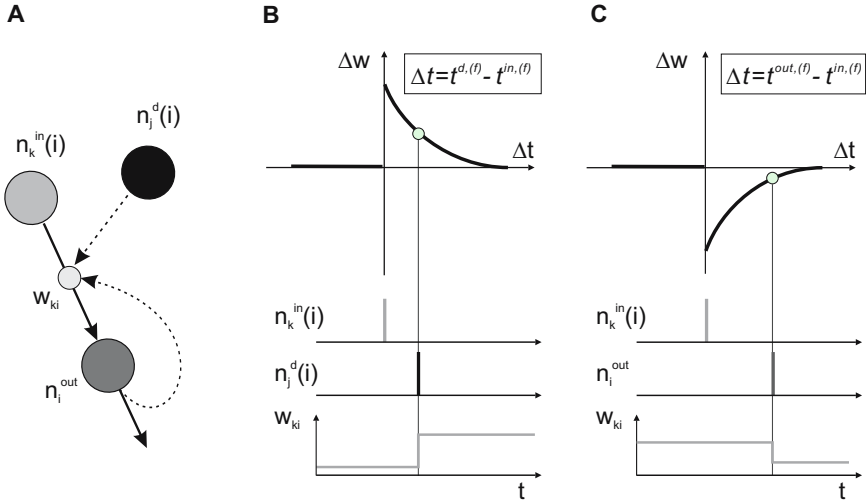 A
n_k^in(i)
n_j^d(i)
w_ki
n_i^out
B
Δw
Δt=t^d,(f) - t^in,(f)
Δt
n_k^in(i)
n_j^d(i)
w_ki
t
C
Δw
Δt=t^out,(f) - t^in,(f)
Δt
n_k^in(i)
n_i^out
w_ki
t